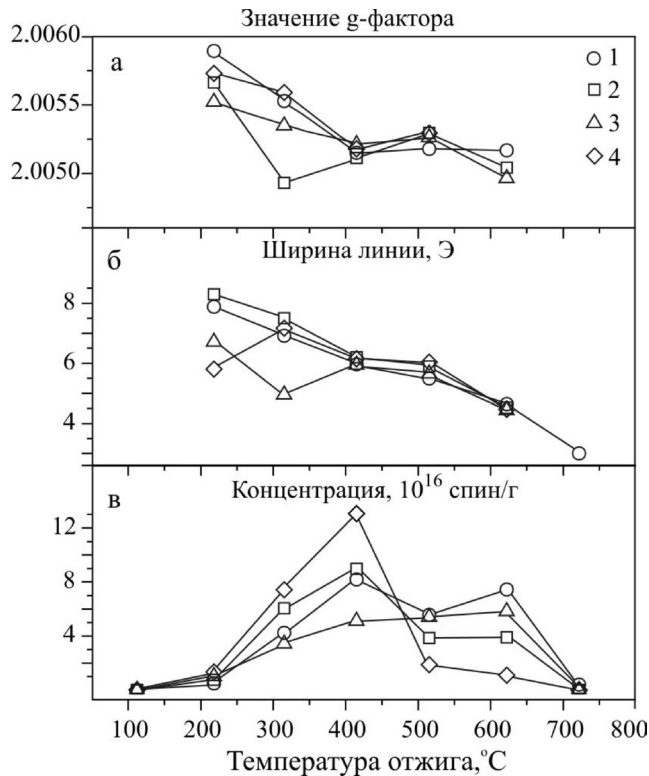 Значение g-фактора
2.0060
2.0055
2.0050
а
1
2
3
4
б
Ширина линии, Э
8
6
4
в
Концентрация, 10¹⁶ спин/г
12
8
4
100 200 300 400 500 600 700 800
Температура отжига,°С